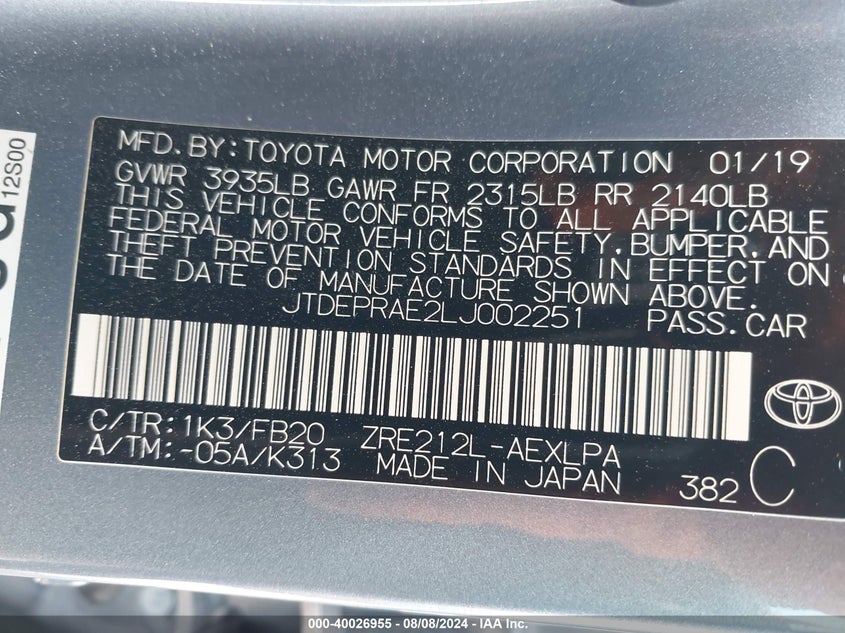 12S00
MFD.BY:TOYOTA MOTOR CORPORATION 01/19
GVWR 3935LB GAWR FR 2315LB RR 2140LB
THIS VEHICLE CONFORMS TO ALL APPLICABLE
FEDERAL MOTOR VEHICLE SAFETY,BUMPER,AND
THEFT PREVENTION STANDARDS IN EFFECT ON
THE DATE OF MANUFACTURE SHOWN ABOVE.
JTDEPRAE2LJ002251 PASS.CAR
C/TR:1K3/FB20 ZRE212L-AEXLPA
A/TM:-05A/K313 MADE IN JAPAN 382 C
000-40026955 - 08/08/2024 - IAA Inc.